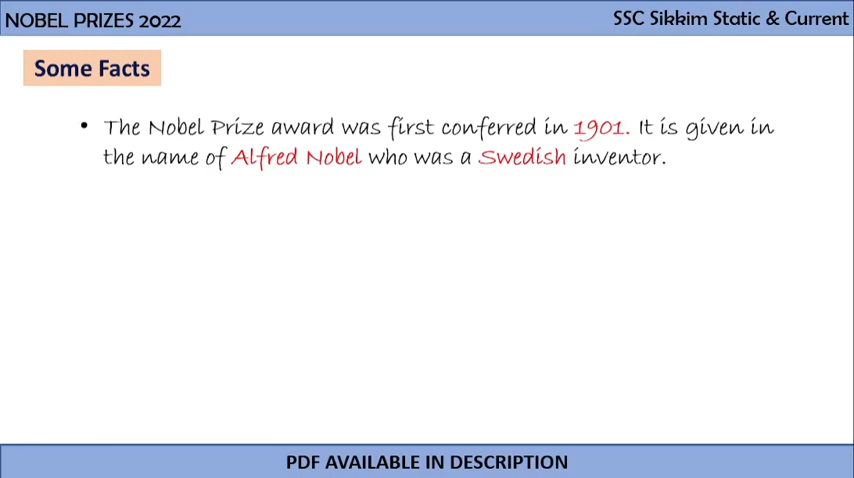 NOBEL PRIZES 2022
SSC Sikkim Static & Current
Some Facts
• The Nobel Prize award was first conferred in 1901. It is given in
the name of Alfred Nobel who was a Swedish inventor.
PDF AVAILABLE IN DESCRIPTION